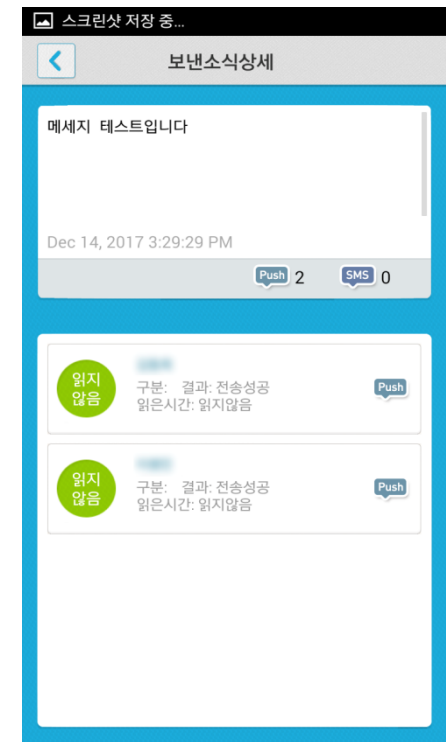 스크린샷 저장 중...
보낸소식상세
메세지 테스트입니다
Dec 14, 2017 3:29:29 PM
Push 2 SMS 0
읽지
않음
구분: 결과: 전송성공
읽은시간: 읽지않음
Push
읽지
않음
구분: 결과: 전송성공
읽은시간: 읽지않음
Push